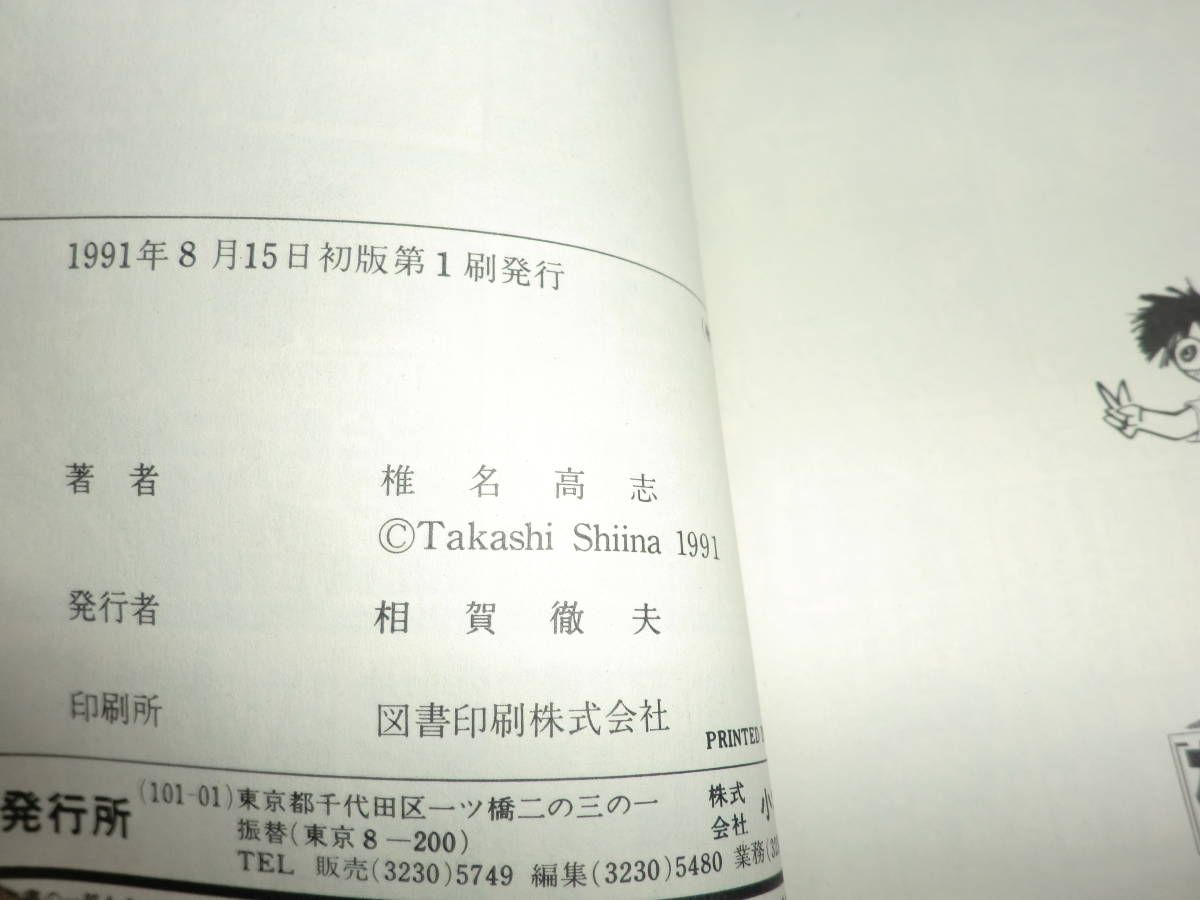 1991年8月15日初版第1刷発行
著者 椎名高志
©Takashi Shiina 1991
発行者 相賀徹夫
印刷所 図書印刷株式会社
PRINTED
発行所 (101-01)東京都千代田区一ツ橋二の三の一 株式会社 小
振替(東京8—200)
TEL 販売(3230)5749 編集(3230)5480 業務